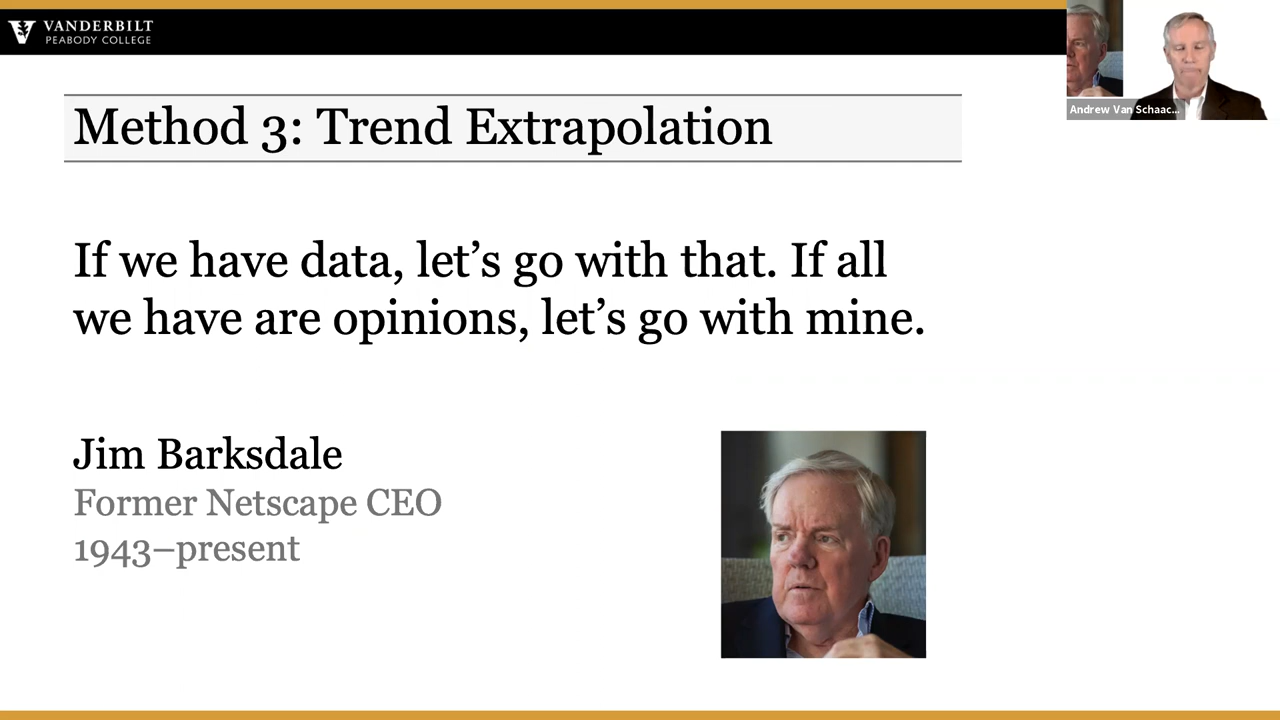 VANDERBILT
PEABODY COLLEGE
Andrew Van Schaac...
Method 3: Trend Extrapolation
If we have data, let’s go with that. If all
we have are opinions, let’s go with mine.
Jim Barksdale
Former Netscape CEO
1943–present